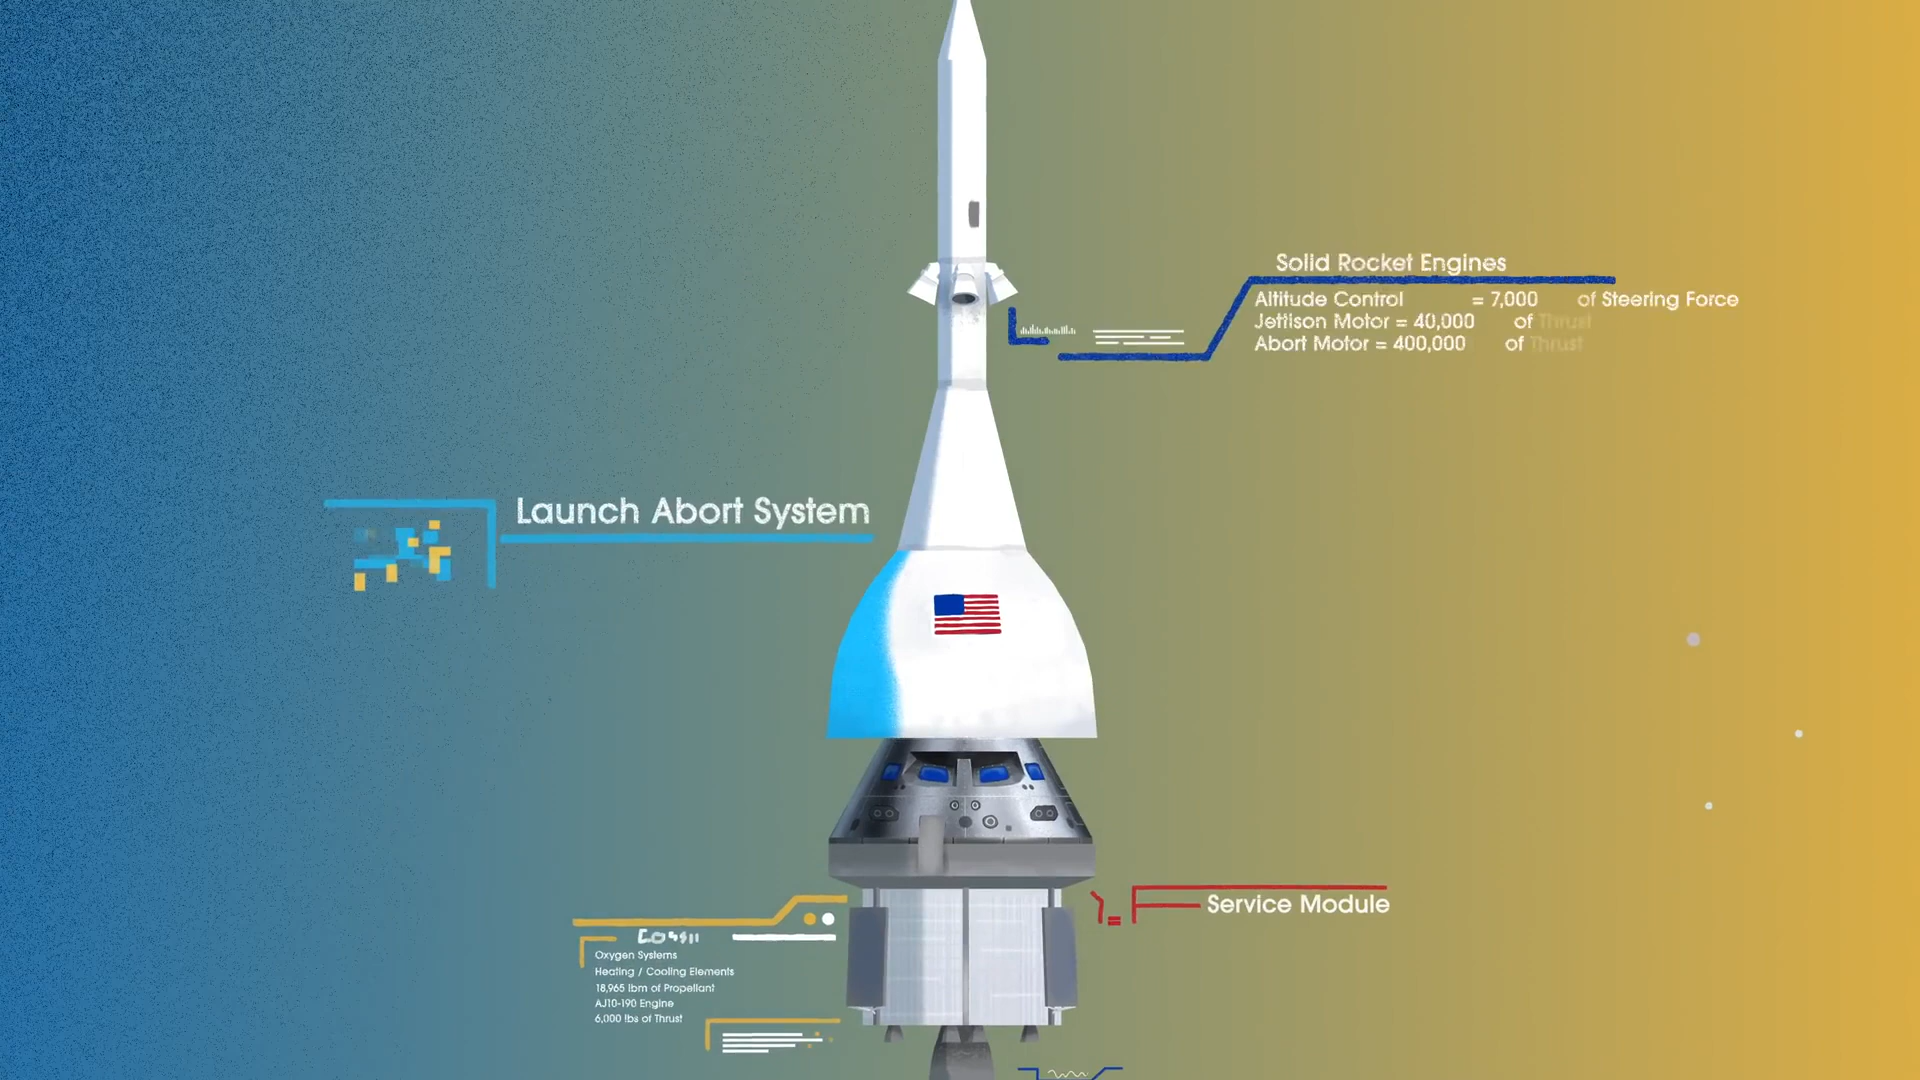 Solid Rocket Engines
Altitude Control = 7,000 of Steering Force
Jettison Motor = 40,000 of Thrust
Abort Motor = 400,000 of Thrust
Launch Abort System
Service Module
Oxygen Systems
Heating / Cooling Elements
18,965 lbm of Propellant
AJ10-190 Engine
6,000 lbs of Thrust